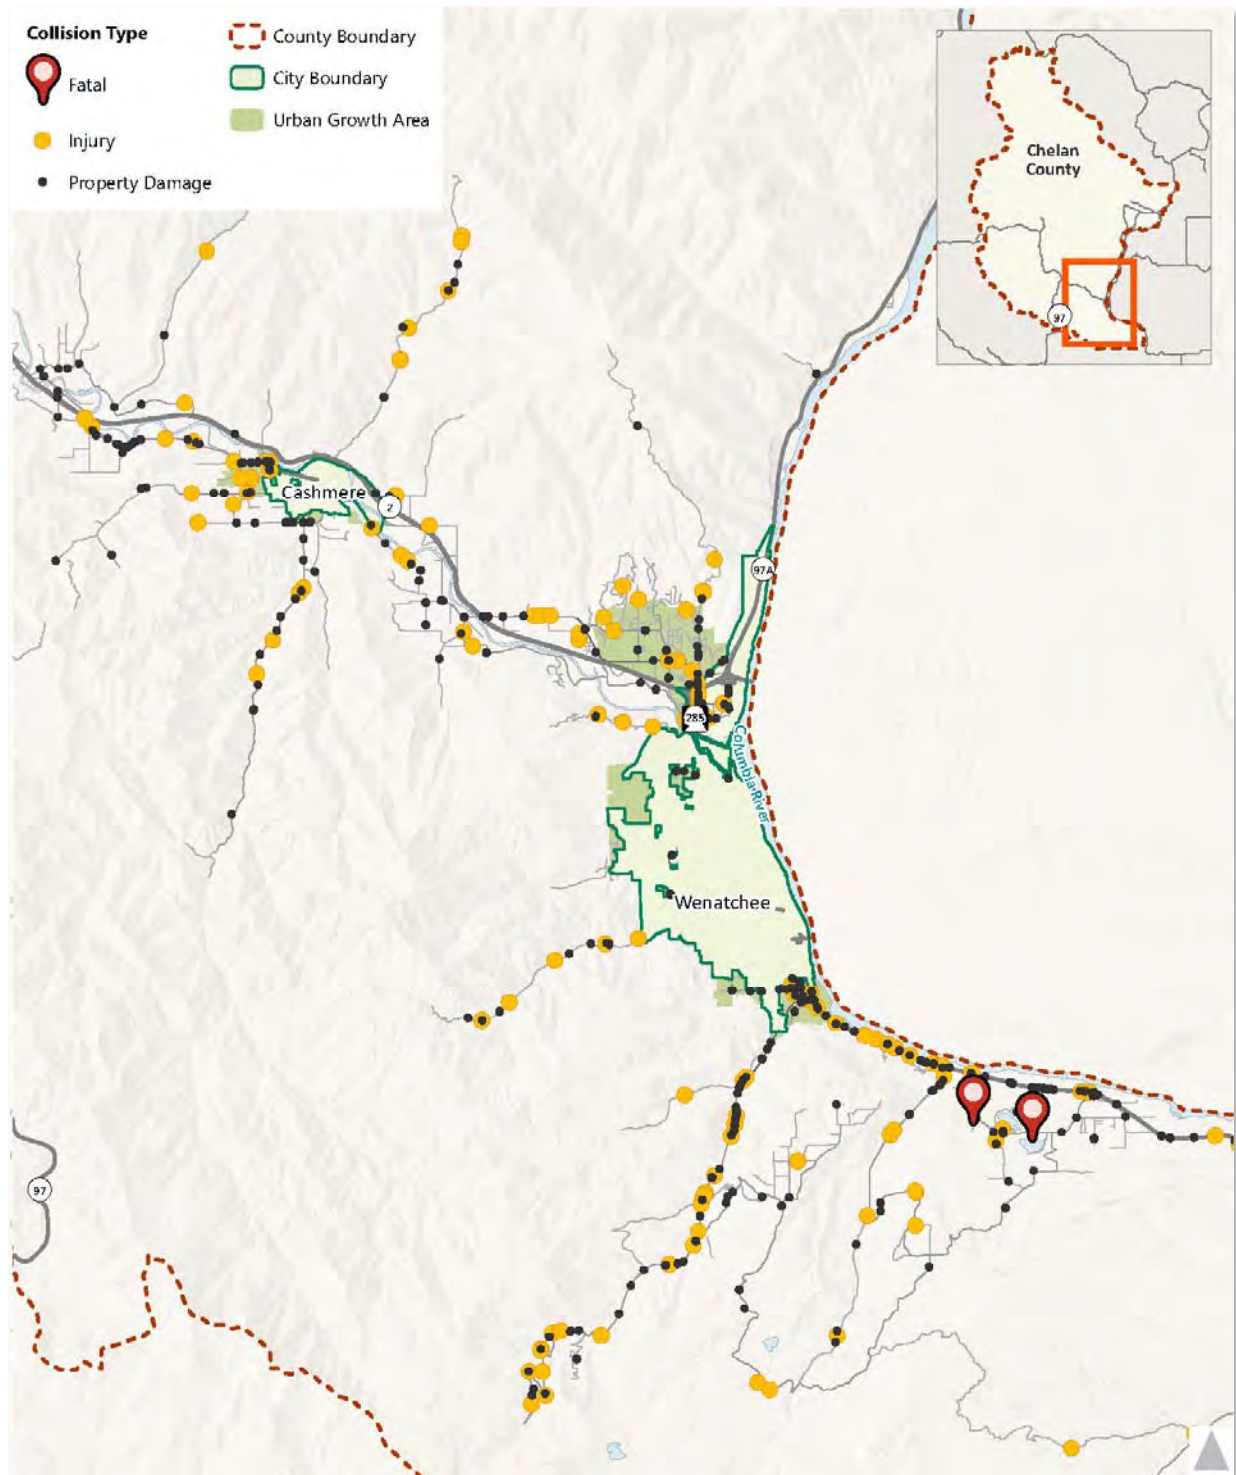 Collision Type
Fatal
Injury
Property Damage
County Boundary
City Boundary
Urban Growth Area
Chelan
County
97
Cashmere
2
97A
285
Columbia River
Wenatchee
97